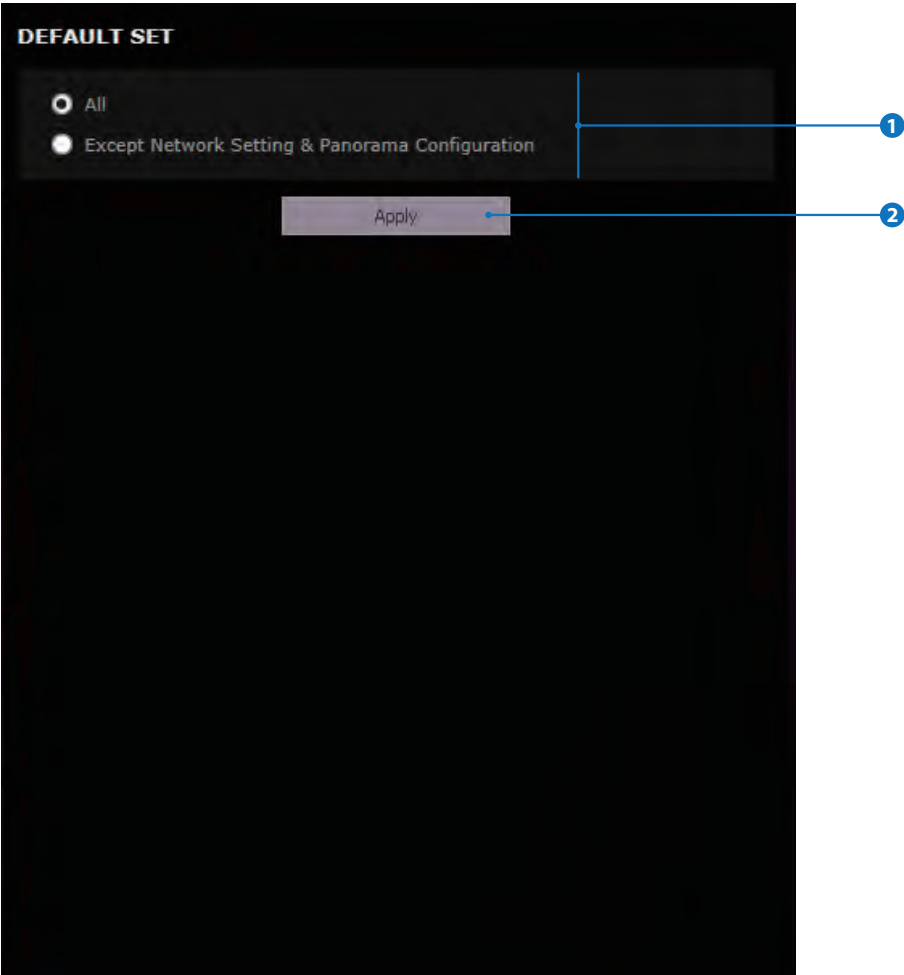 DEFAULT SET
All
1
Except Network Setting & Panorama Configuration
Apply
2